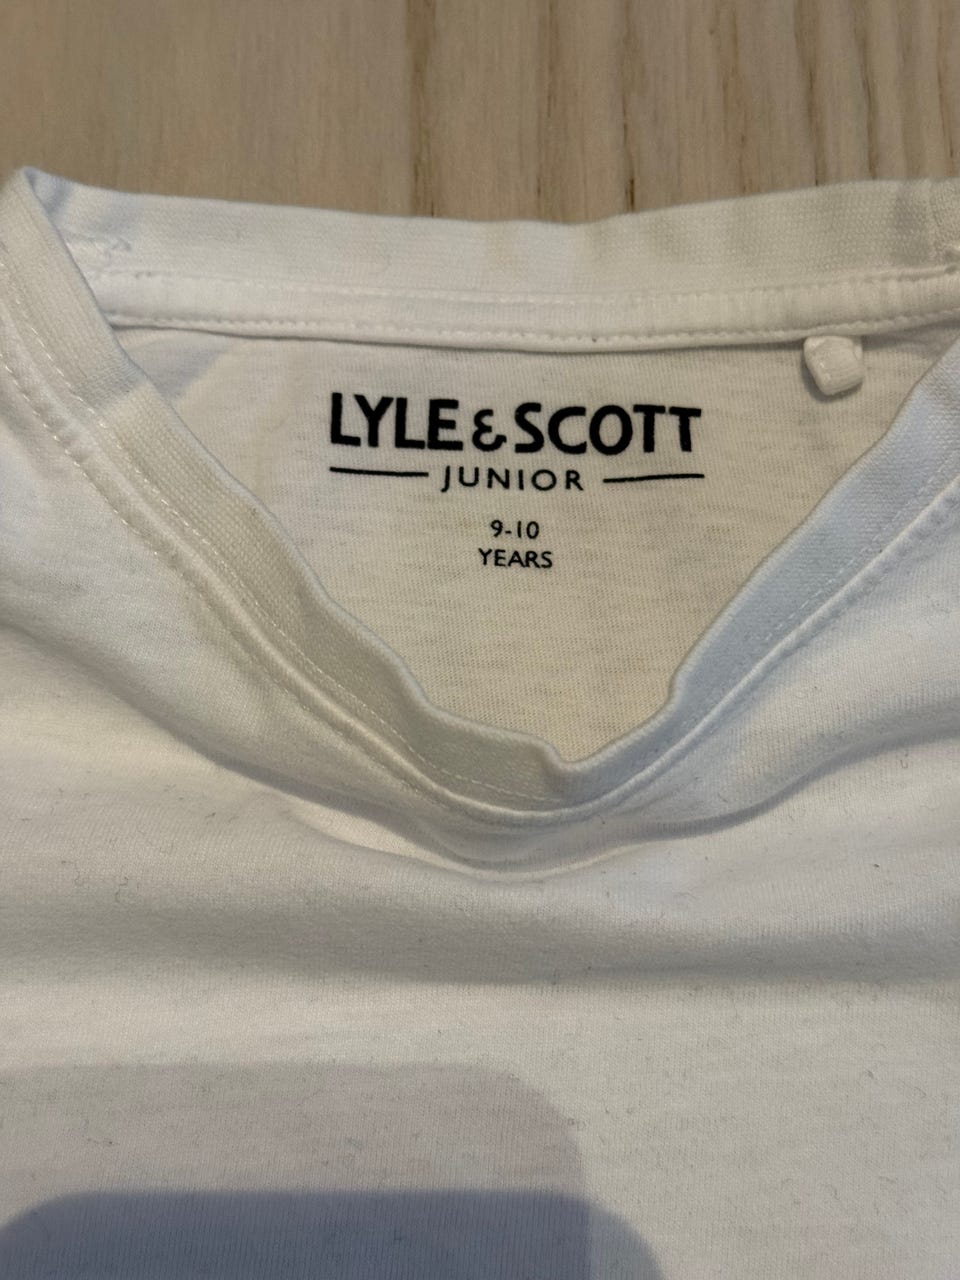 LYLE & SCOTT
JUNIOR
9-10
YEARS